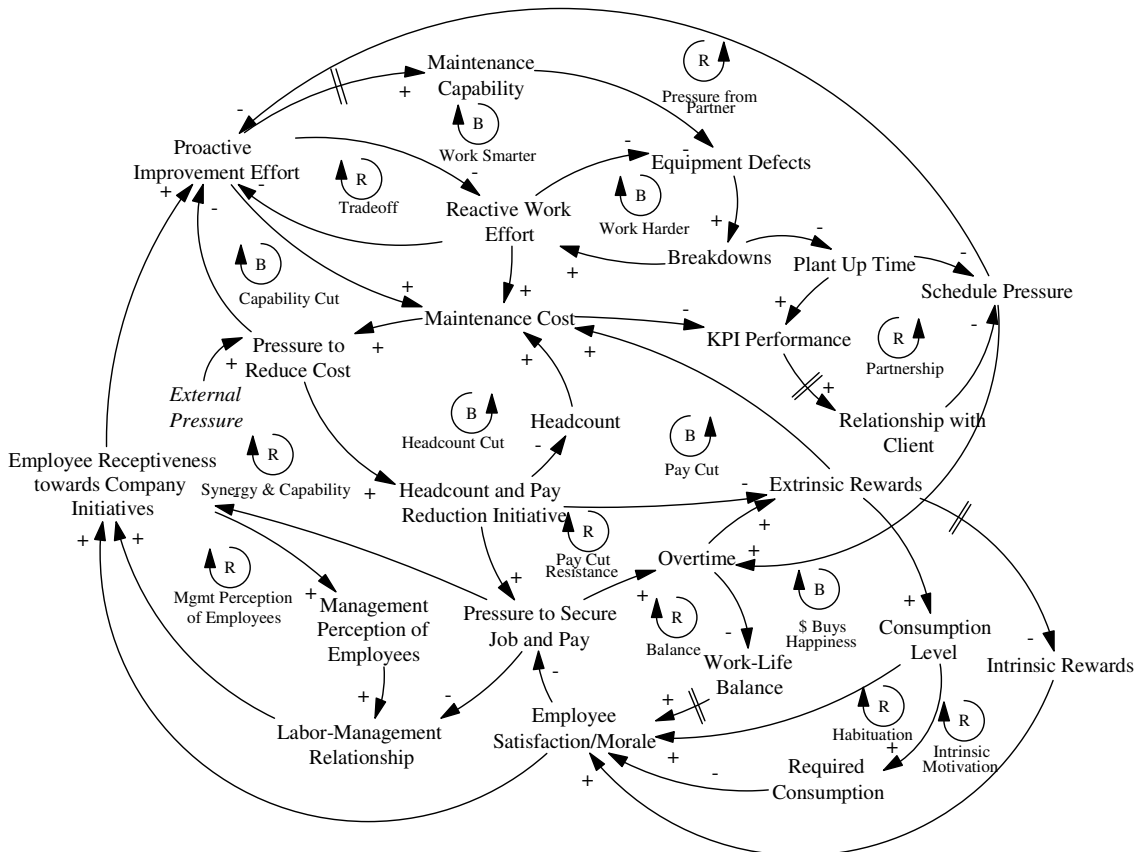 Maintenance
Capability
+
-
R
Pressure from
Partner
B
Work Smarter
Proactive
Improvement Effort
R
Tradeoff
-
-
-
Equipment Defects
+
-
-
Reactive Work
Effort
B
Work Harder
+
-
Breakdowns
Plant Up Time
-
Schedule Pressure
B
Capability Cut
+
+
+
+
Maintenance Cost
-
KPI Performance
R
Partnership
-
Pressure to
Reduce Cost
+
+
+
+
External
Pressure
+
Relationship with
Client
B
Headcount Cut
Headcount
-
B
Pay Cut
Employee Receptiveness
towards Company
Initiatives
R
Synergy & Capability
-
+
Headcount and Pay
Reduction Initiative
-
Extrinsic Rewards
+
+
R
Pay Cut
Resistance
+
+
Overtime
R
Mgmt Perception
of Employees
+
Management
Perception of
Employees
+
Pressure to Secure
Job and Pay
+
R
Balance
-
B
$ Buys
Happiness
+
Consumption
Level
-
Intrinsic Rewards
Work-Life
Balance
-
-
+
Labor-Management
Relationship
Employee
Satisfaction/Morale
+
+
+
R
Habituation
+
R
Intrinsic
Motivation
-
Required
Consumption